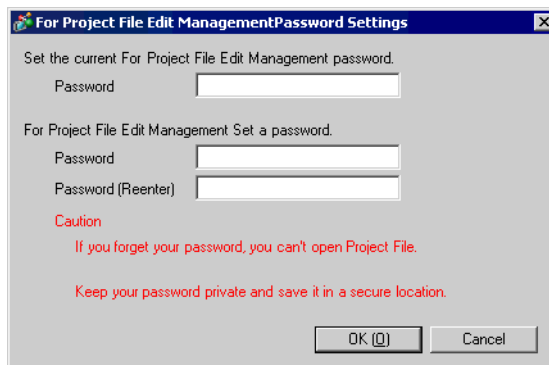 For Project File Edit ManagementPassword Settings
Set the current For Project File Edit Management password.
Password
For Project File Edit Management Set a password.
Password
Password (Reenter)
Caution
If you forget your password, you can't open Project File.
Keep your password private and save it in a secure location.
OK (O) Cancel